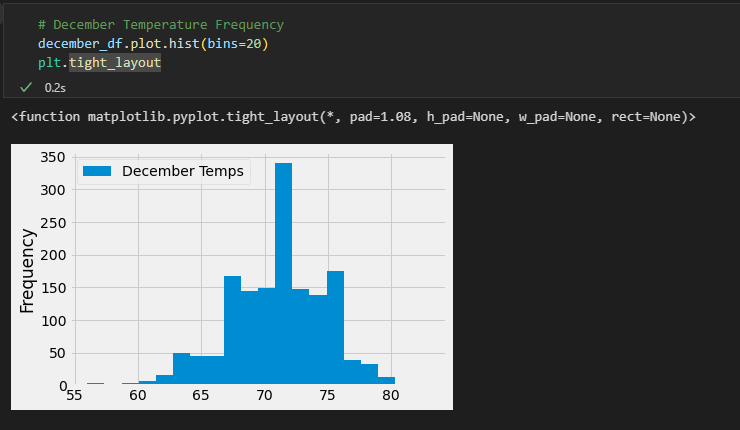 # December Temperature Frequency
december_df.plot.hist(bins=20)
plt.tight_layout
0.2s
<function matplotlib.pyplot.tight_layout(*, pad=1.08, h_pad=None, w_pad=None, rect=None)>
December Temps
Frequency
350
300
250
200
150
100
50
0
55 60 65 70 75 80